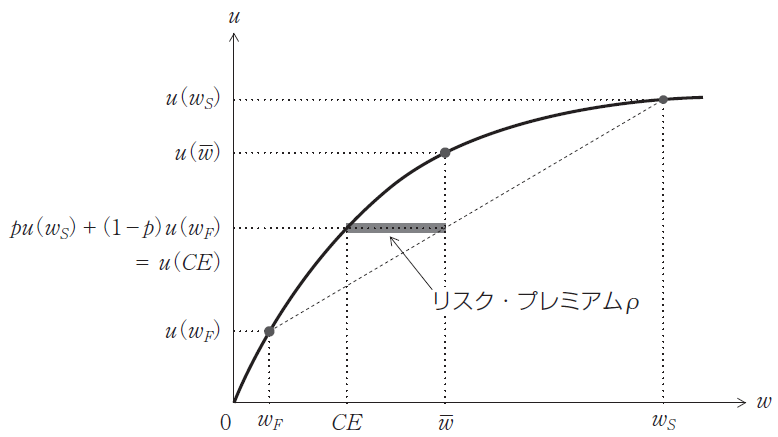 u
u(w_S)
u(w̅)
pu(w_S) + (1−p)u(w_F)
= u(CE)
リスク・プレミアムρ
u(w_F)
0 w_F CE w̅ w_S w